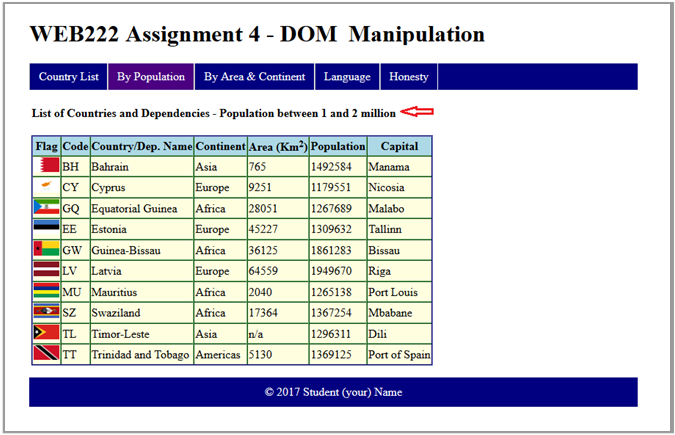 WEB222 Assignment 4 - DOM  Manipulation
Country List By Population By Area & Continent Language Honesty
List of Countries and Dependencies - Population between 1 and 2 million
Flag Code Country/Dep. Name Continent Area (Km²) Population Capital
BH Bahrain Asia 765 1492584 Manama
CY Cyprus Europe 9251 1179551 Nicosia
GQ Equatorial Guinea Africa 28051 1267689 Malabo
EE Estonia Europe 45227 1309632 Tallinn
GW Guinea-Bissau Africa 36125 1861283 Bissau
LV Latvia Europe 64559 1949670 Riga
MU Mauritius Africa 2040 1265138 Port Louis
SZ Swaziland Africa 17364 1367254 Mbabane
TL Timor-Leste Asia n/a 1296311 Dili
TT Trinidad and Tobago Americas 5130 1369125 Port of Spain
© 2017 Student (your) Name